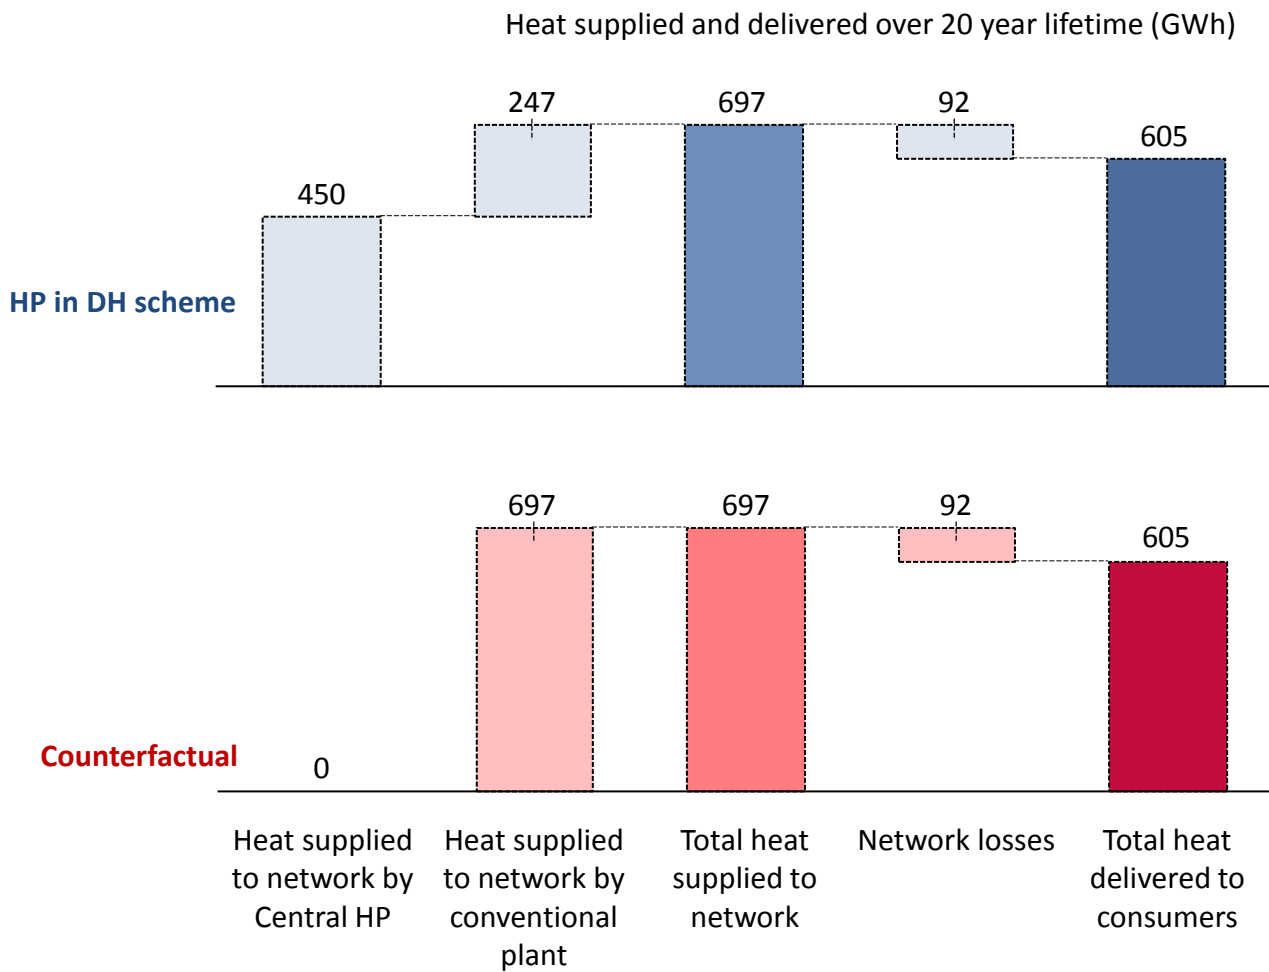 Heat supplied and delivered over 20 year lifetime (GWh)
247
697
92
605
450
HP in DH scheme
697
697
92
605
Counterfactual
0
Heat supplied
to network by
Central HP
Heat supplied
to network by
conventional
plant
Total heat
supplied to
network
Network losses
Total heat
delivered to
consumers